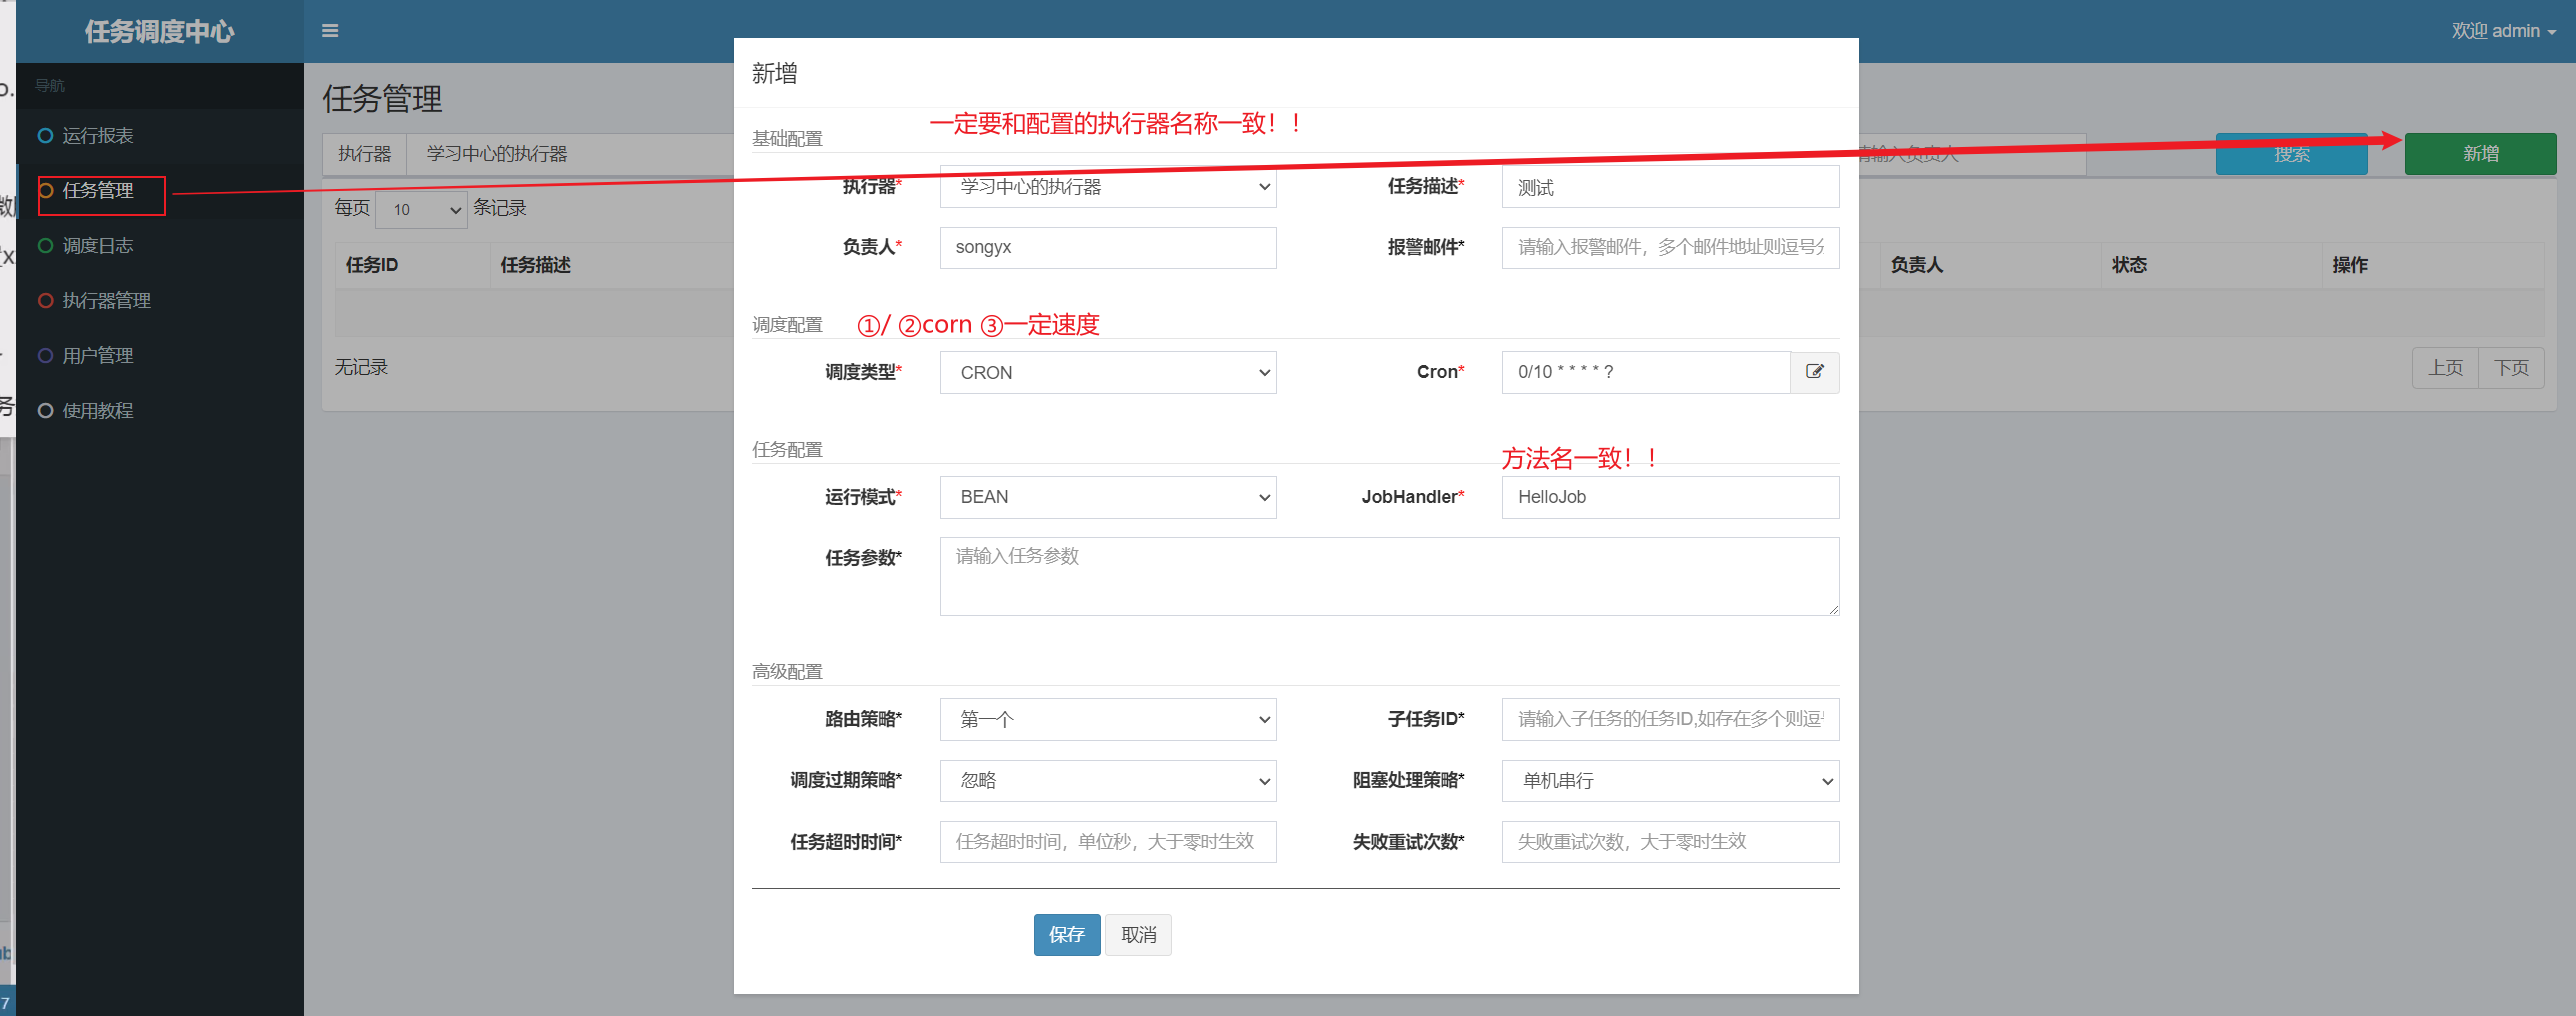 任务调度中心
欢迎 admin
导航
运行报表
任务管理
调度日志
执行器管理
用户管理
使用教程
任务管理
执行器 学习中心的执行器
搜索 新增
每页 10 条记录
任务ID 任务描述 负责人 状态 操作
无记录
上页 下页
新增
一定要和配置的执行器名称一致！！
基础配置
执行器* 学习中心的执行器 任务描述* 测试
负责人* songyx 报警邮件* 请输入报警邮件，多个邮件地址则逗号分
①/ ②corn ③一定速度
调度配置
调度类型* CRON Cron* 0/10 * * * * ?
任务配置
方法名一致！！
运行模式* BEAN JobHandler* HelloJob
任务参数* 请输入任务参数
高级配置
路由策略* 第一个 子任务ID* 请输入子任务的任务ID,如存在多个则逗号
调度过期策略* 忽略 阻塞处理策略* 单机串行
任务超时时间* 任务超时时间，单位秒，大于零时生效 失败重试次数* 失败重试次数，大于零时生效
保存 取消